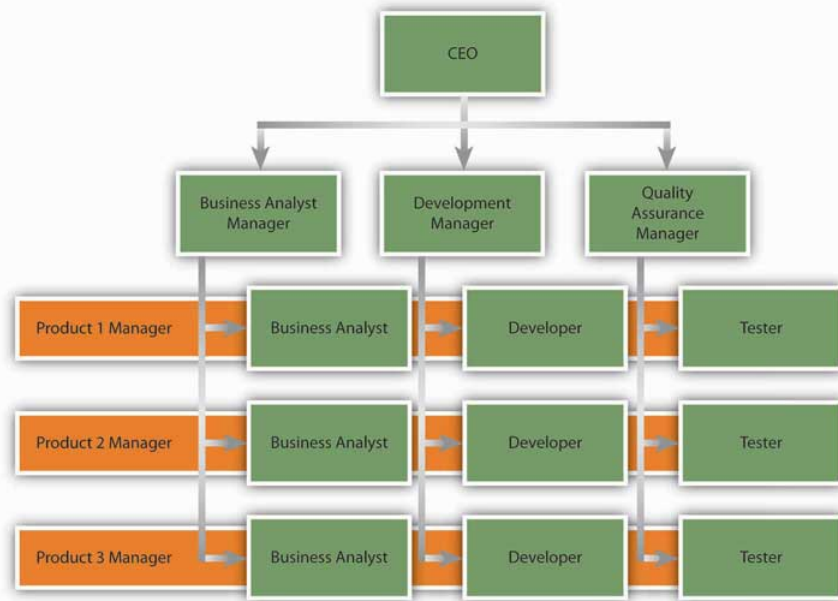 CEO
Business Analyst
Manager
Development
Manager
Quality
Assurance
Manager
Product 1 Manager
Business Analyst
Developer
Tester
Product 2 Manager
Business Analyst
Developer
Tester
Product 3 Manager
Business Analyst
Developer
Tester